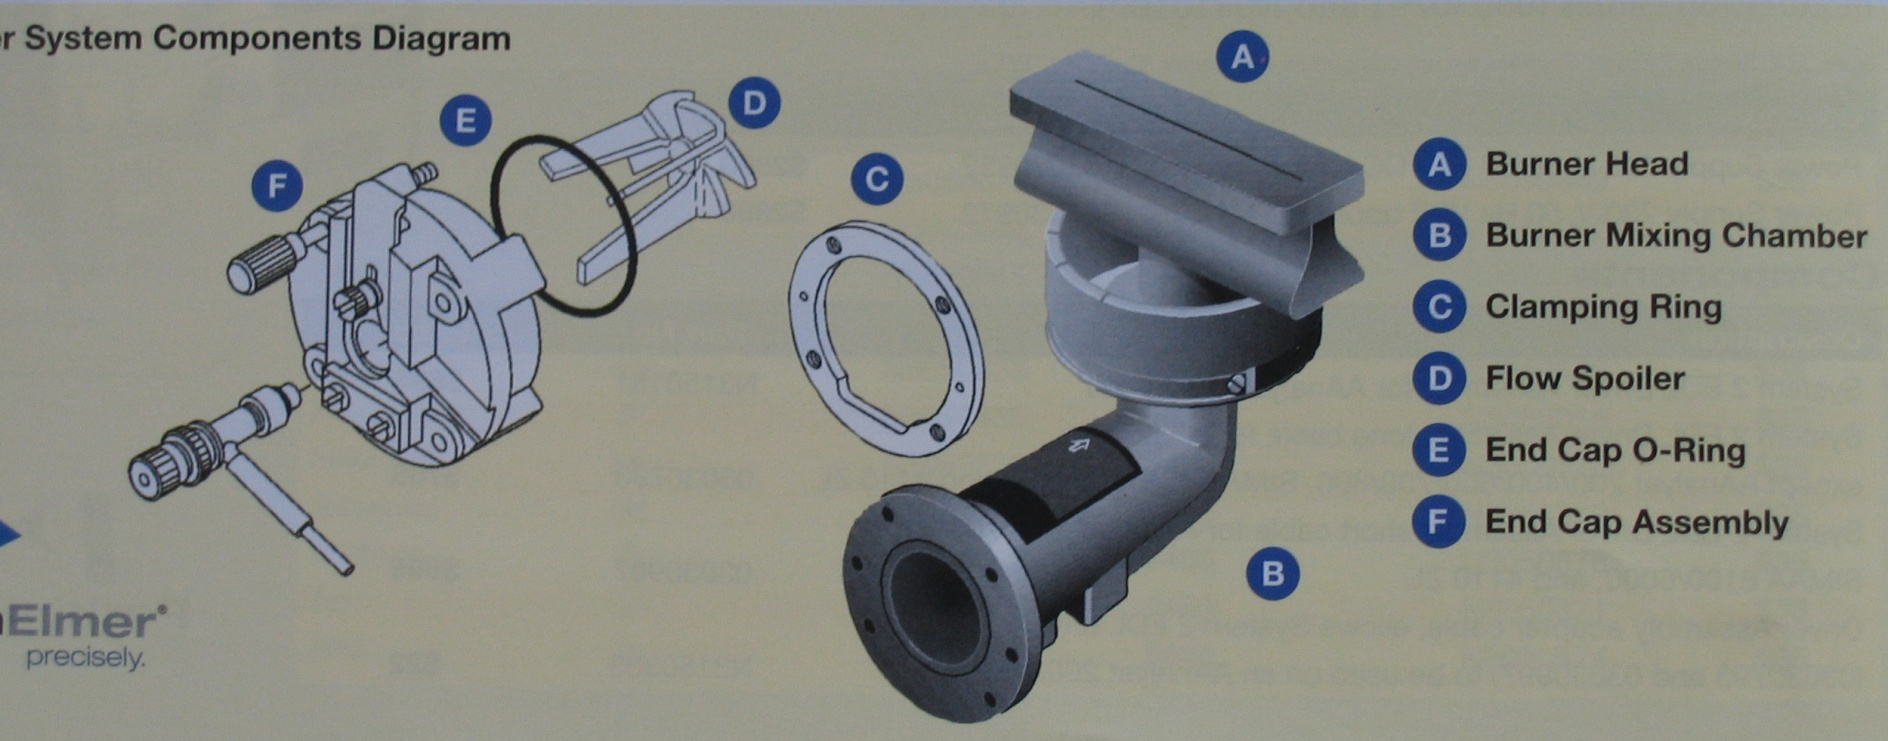 r System Components Diagram
A
D
E
C
F
A Burner Head
B Burner Mixing Chamber
C Clamping Ring
D Flow Spoiler
E End Cap O-Ring
F End Cap Assembly
B
Elmer®
precisely.